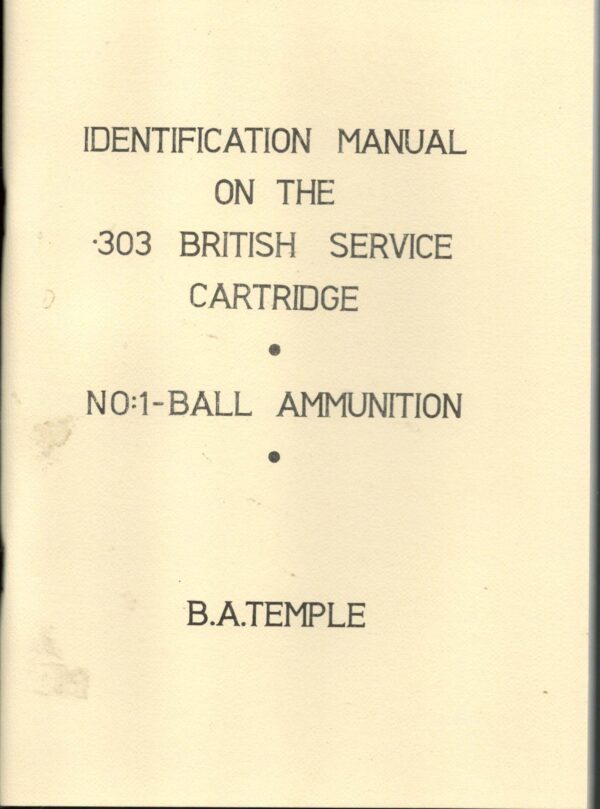 IDENTIFICATION MANUAL
ON THE
·303 BRITISH SERVICE
CARTRIDGE
•
NO:1-BALL AMMUNITION
•
B.A.TEMPLE